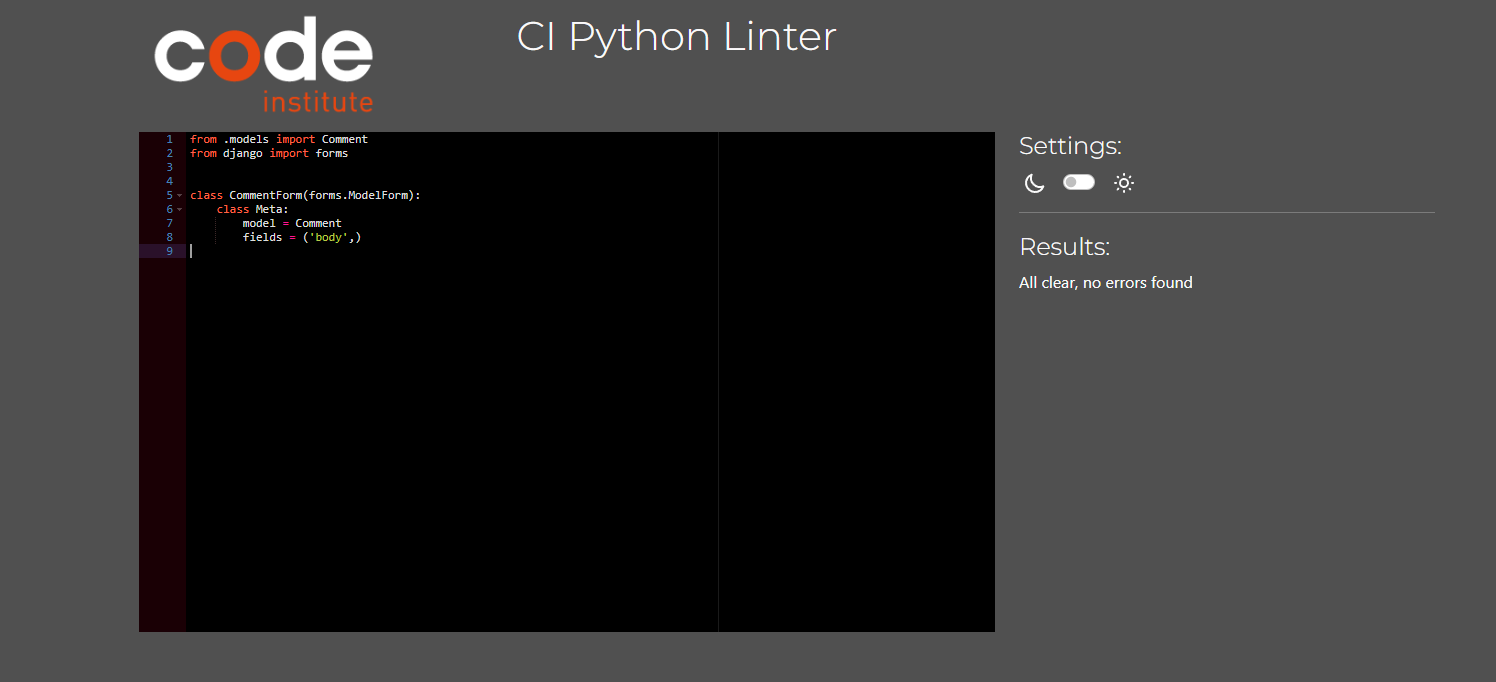 code
institute
CI Python Linter
1 from .models import Comment
2 from django import forms
3
4
5 class CommentForm(forms.ModelForm):
6     class Meta:
7         model = Comment
8         fields = ('body',)
9
Settings:
Results:
All clear, no errors found